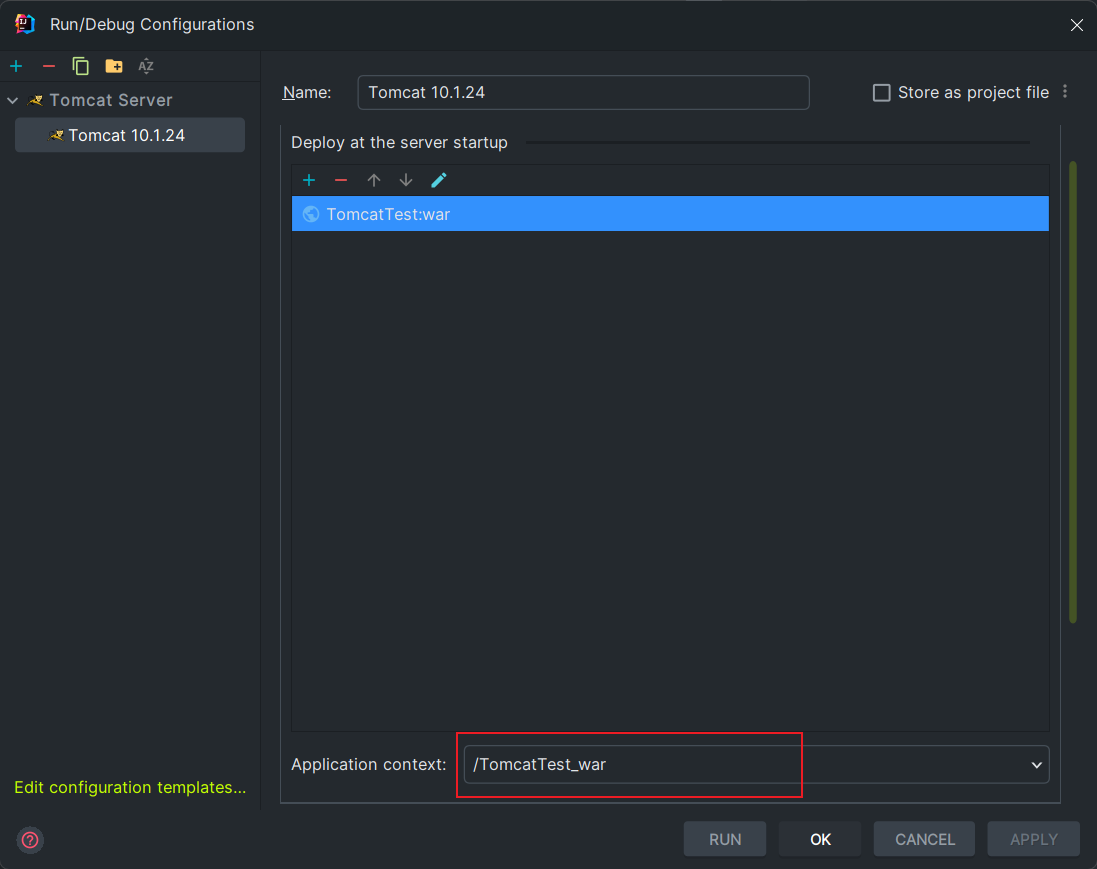 Run/Debug Configurations
Tomcat Server
Tomcat 10.1.24
Name: Tomcat 10.1.24 Store as project file
Deploy at the server startup
TomcatTest:war
Application context: /TomcatTest_war
Edit configuration templates...
? RUN OK CANCEL APPLY